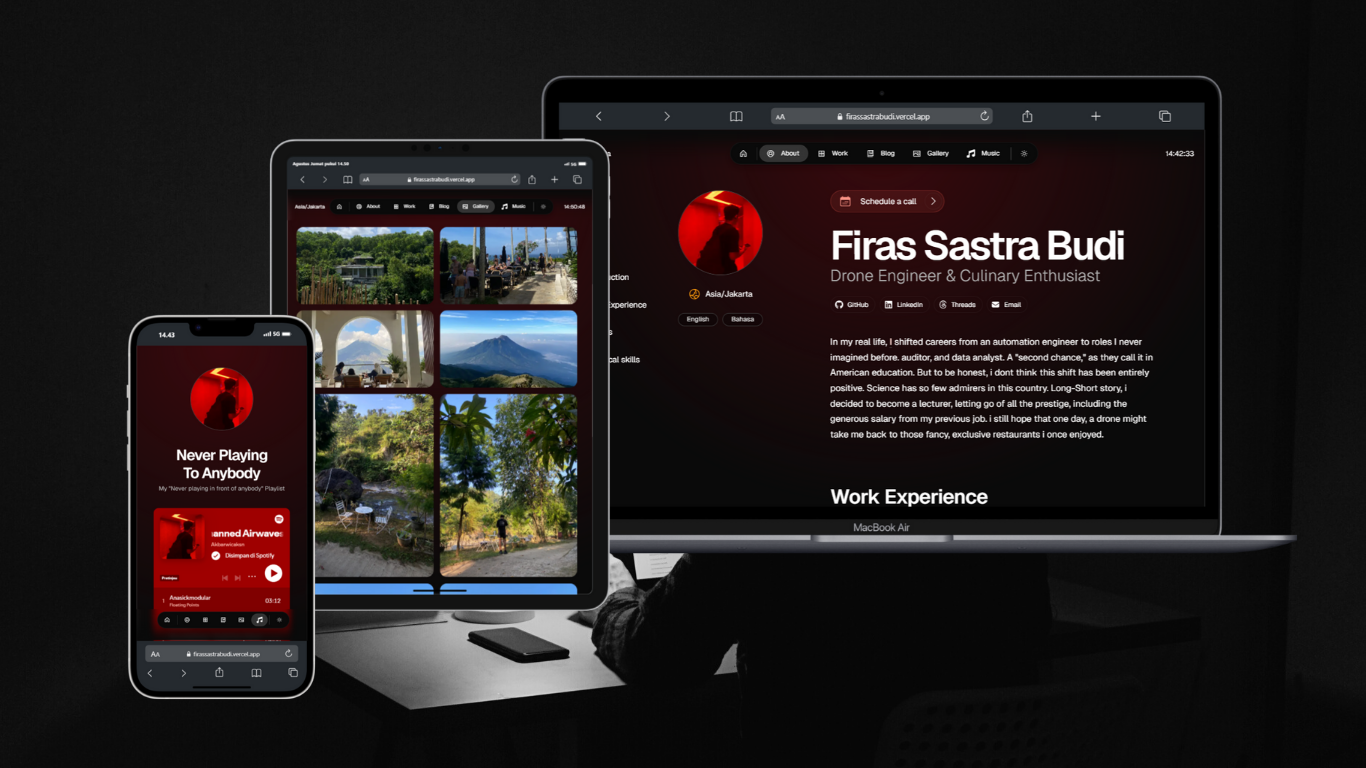 firassastrabudi.vercel.app
About
Work
Blog
Gallery
Music
14:42:33
Schedule a call
Firas Sastra Budi
Drone Engineer & Culinary Enthusiast
GitHub
LinkedIn
Threads
Email
Asia/Jakarta
English
Bahasa
ction
xperience
s
cal skills
In my real life, I shifted careers from an automation engineer to roles I never
imagined before. auditor, and data analyst. A "second chance," as they call it in
American education. But to be honest, i dont think this shift has been entirely
positive. Science has so few admirers in this country. Long-Short story, i
decided to become a lecturer, letting go of all the prestige, including the
generous salary from my previous job. i still hope that one day, a drone might
take me back to those fancy, exclusive restaurants i once enjoyed.
Work Experience
MacBook Air
Agustus Jumat pukul 14.50
5G
AA
firassastrabudi.vercel.app
Asia/Jakarta
About
Work
Blog
Gallery
Music
14:50:48
14.43
5G
Never Playing
To Anybody
My "Never playing in front of anybody" Playlist
anned Airwaves
Akbarwicaksn
Disimpan di Spotify
Pratinjau
1
Anasickmodular
Floating Points
03:12
AA
firassastrabudi.vercel.app